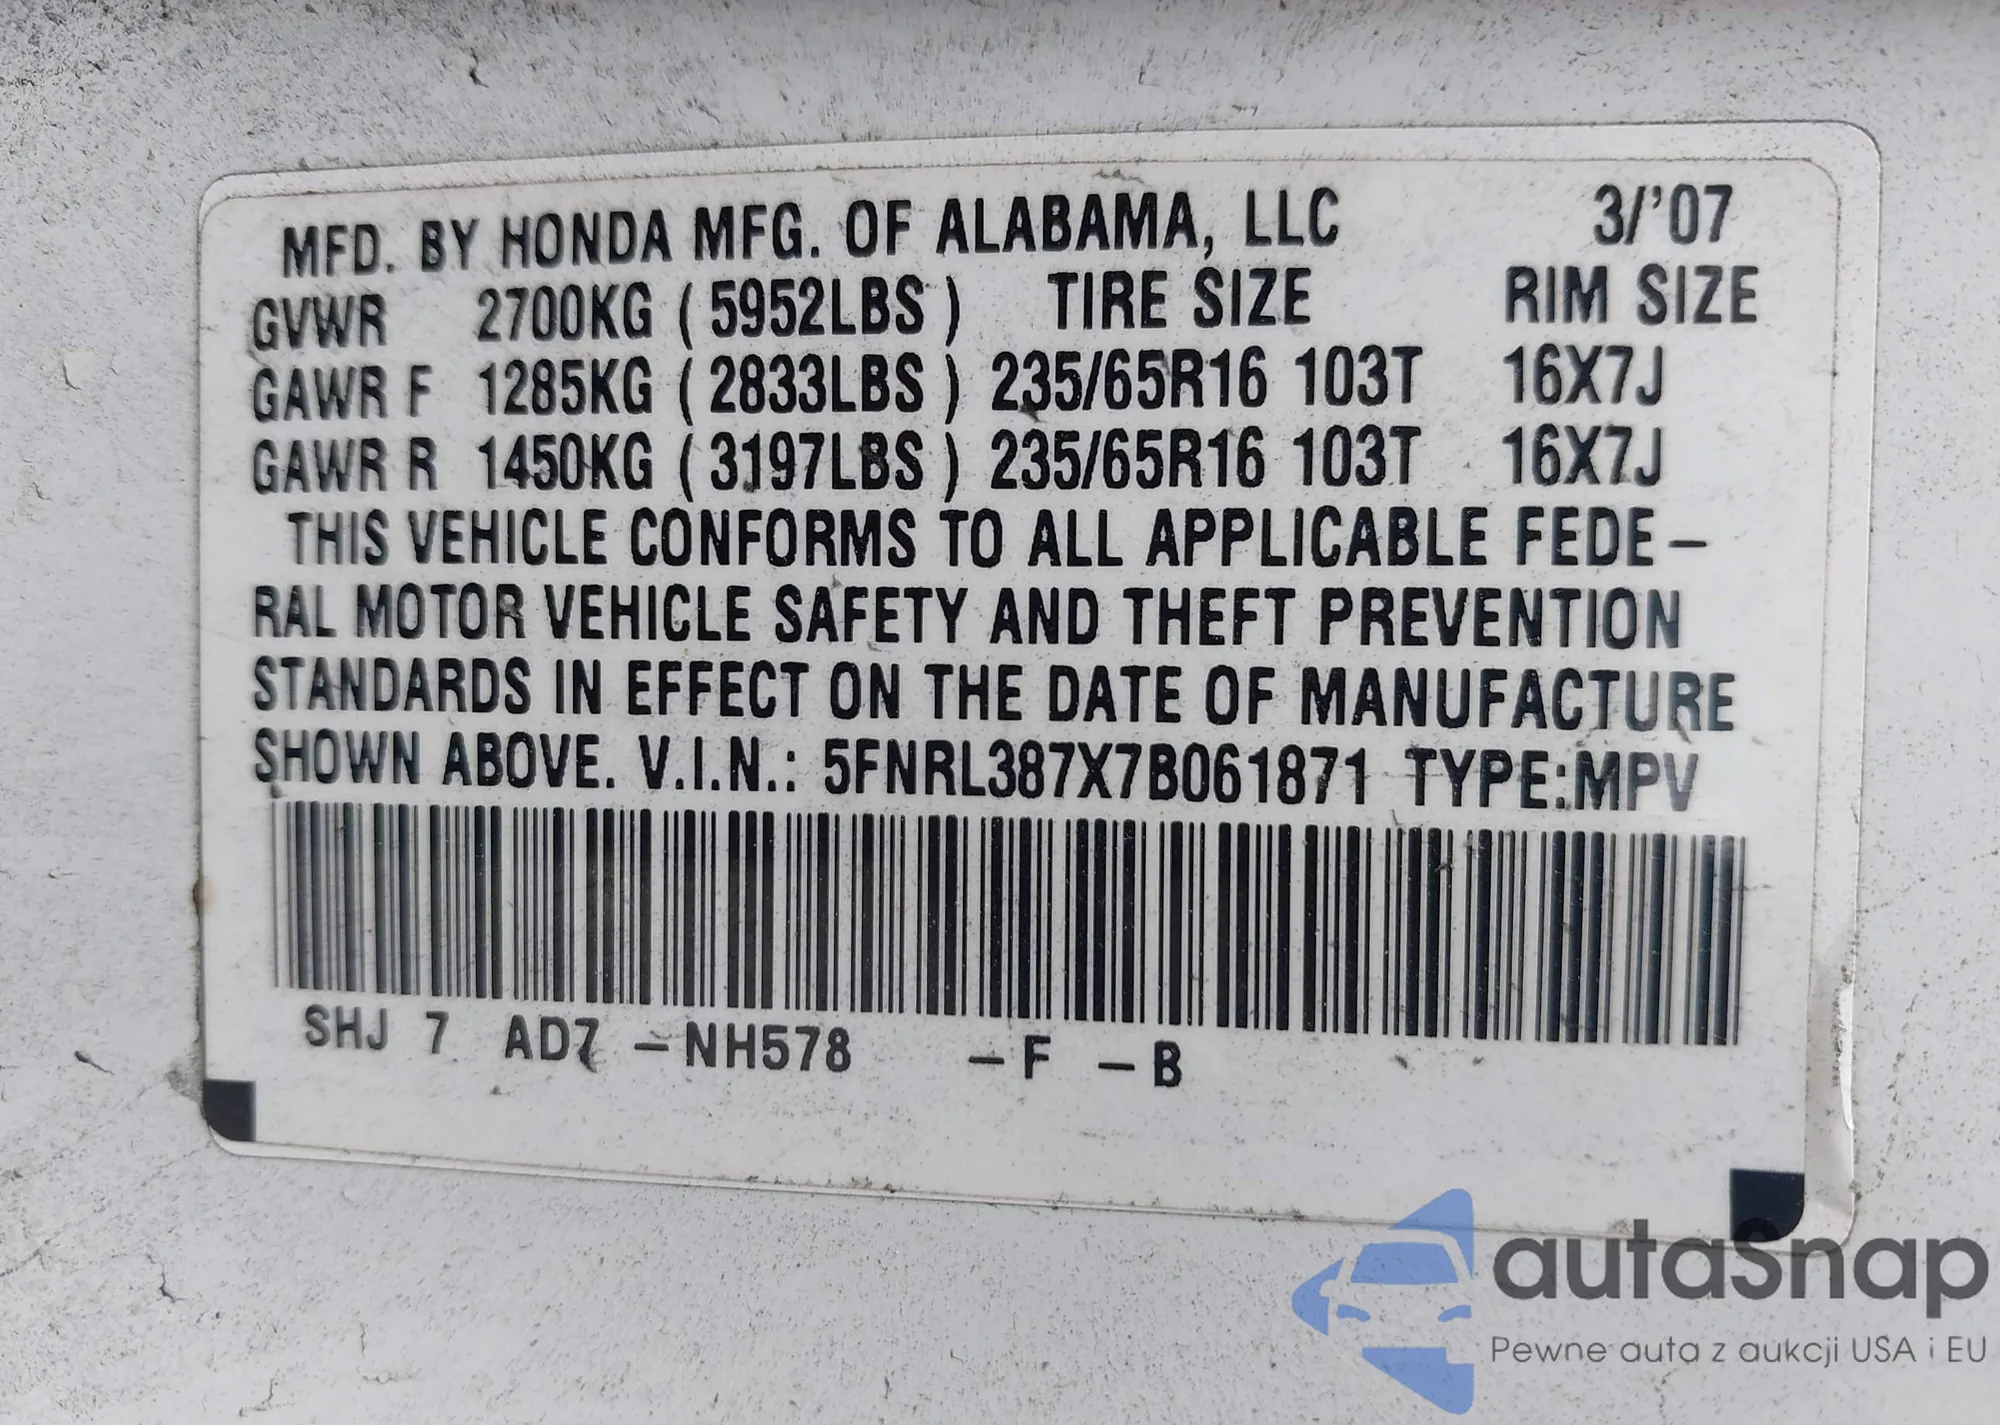 MFD. BY HONDA MFG. OF ALABAMA, LLC 3/'07
GVWR 2700KG (5952LBS) TIRE SIZE RIM SIZE
GAWR F 1285KG (2833LBS) 235/65R16 103T 16X7J
GAWR R 1450KG (3197LBS) 235/65R16 103T 16X7J
THIS VEHICLE CONFORMS TO ALL APPLICABLE FEDE-
RAL MOTOR VEHICLE SAFETY AND THEFT PREVENTION
STANDARDS IN EFFECT ON THE DATE OF MANUFACTURE
SHOWN ABOVE. V.I.N.: 5FNRL387X7B061871 TYPE:MPV
SHJ 7 AD7 -NH578 -F -B
autaSnap
Pewne auta z aukcji USA i EU